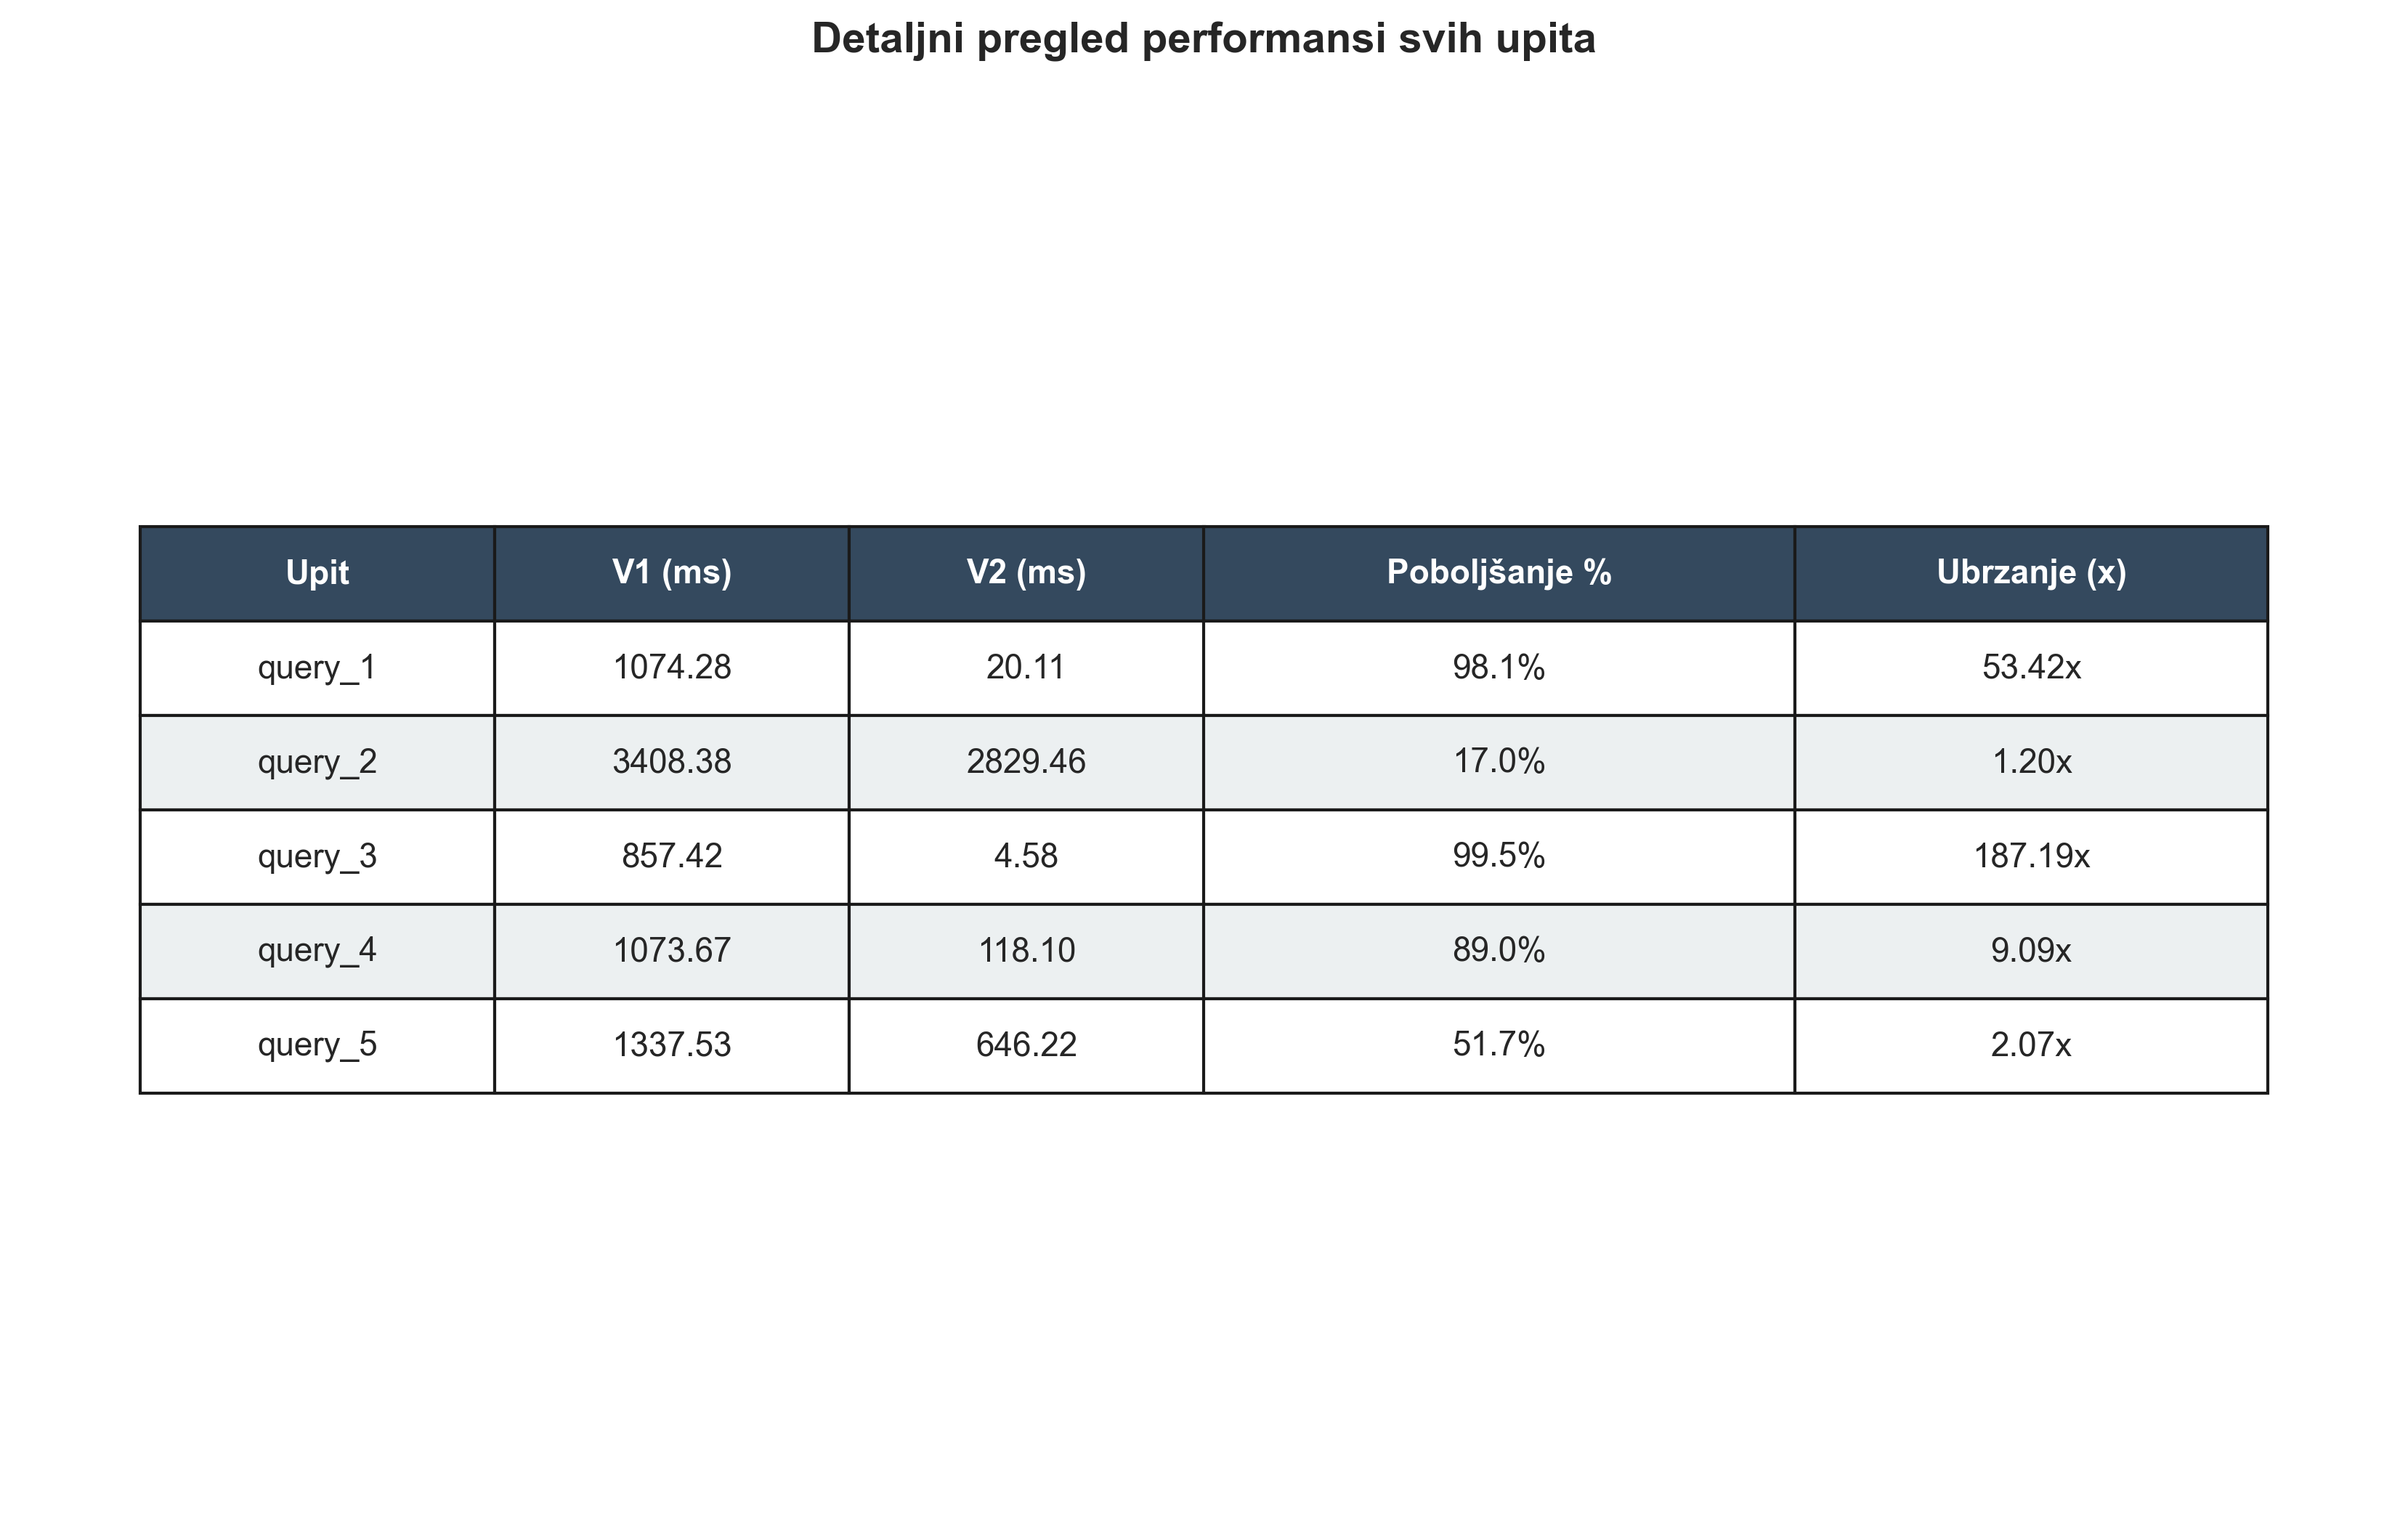 Detaljni pregled performansi svih upita
Upit V1 (ms) V2 (ms) Poboljšanje % Ubrzanje (x)
query_1 1074.28 20.11 98.1% 53.42x
query_2 3408.38 2829.46 17.0% 1.20x
query_3 857.42 4.58 99.5% 187.19x
query_4 1073.67 118.10 89.0% 9.09x
query_5 1337.53 646.22 51.7% 2.07x